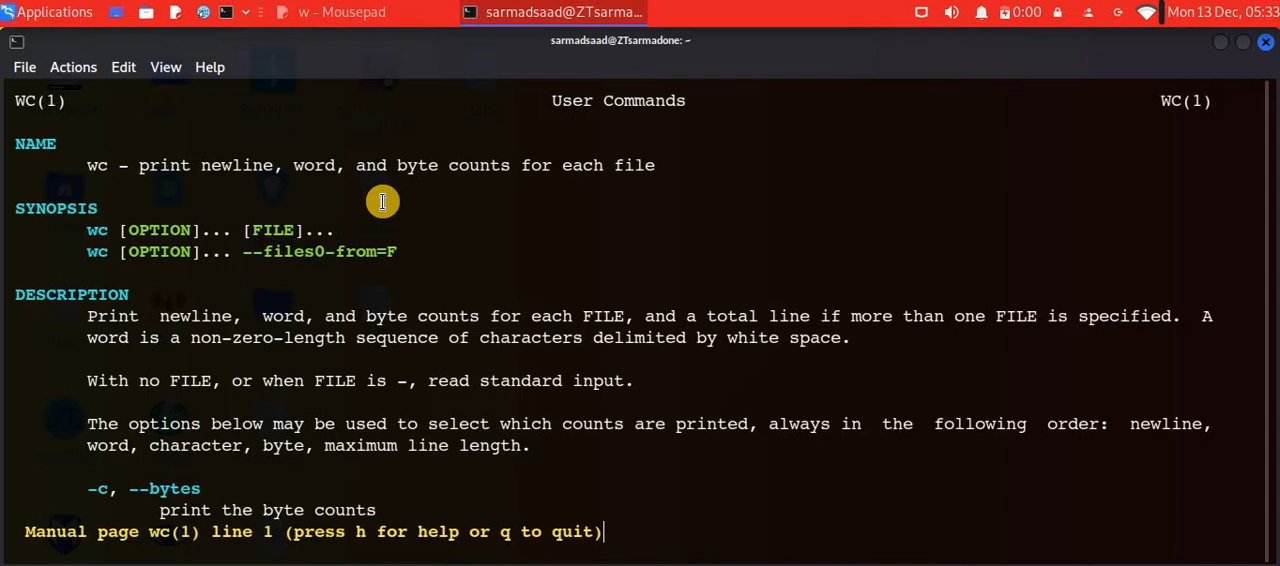 Applications
w - Mousepad
sarmadsaad@ZTsarma...
0:00
Mon 13 Dec, 05:33
sarmadsaad@ZTsarmadone: ~
File Actions Edit View Help
WC(1) User Commands WC(1)
NAME
wc - print newline, word, and byte counts for each file
SYNOPSIS
wc [OPTION]... [FILE]...
wc [OPTION]... --files0-from=F
DESCRIPTION
Print newline, word, and byte counts for each FILE, and a total line if more than one FILE is specified. A
word is a non-zero-length sequence of characters delimited by white space.
With no FILE, or when FILE is -, read standard input.
The options below may be used to select which counts are printed, always in the following order: newline,
word, character, byte, maximum line length.
-c, --bytes
print the byte counts
Manual page wc(1) line 1 (press h for help or q to quit)